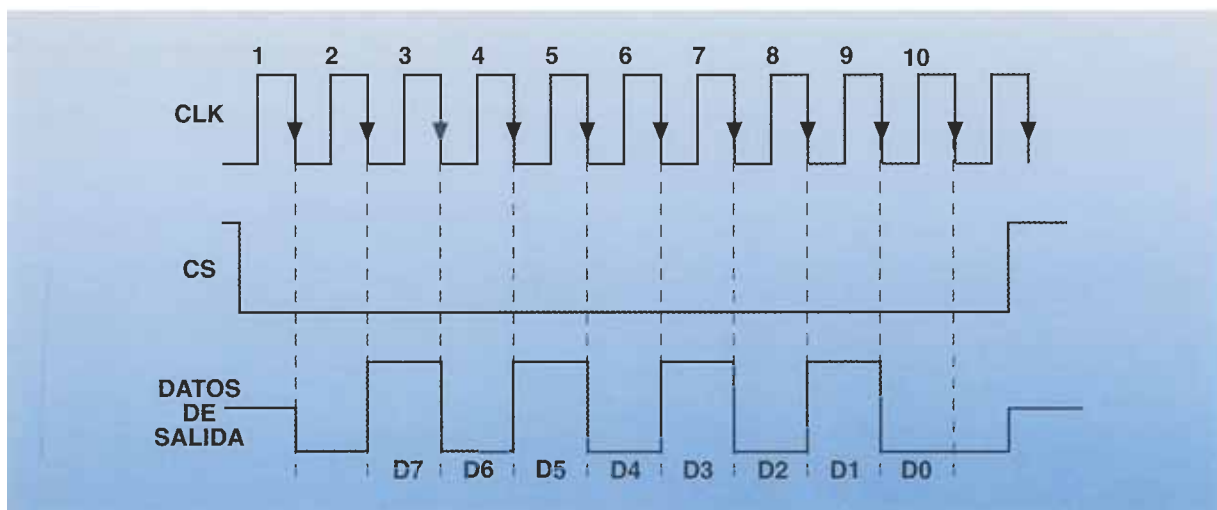 1 2 3 4 5 6 7 8 9 10
CLK
CS
DATOS
DE
SALIDA
D7 D6 D5 D4 D3 D2 D1 D0